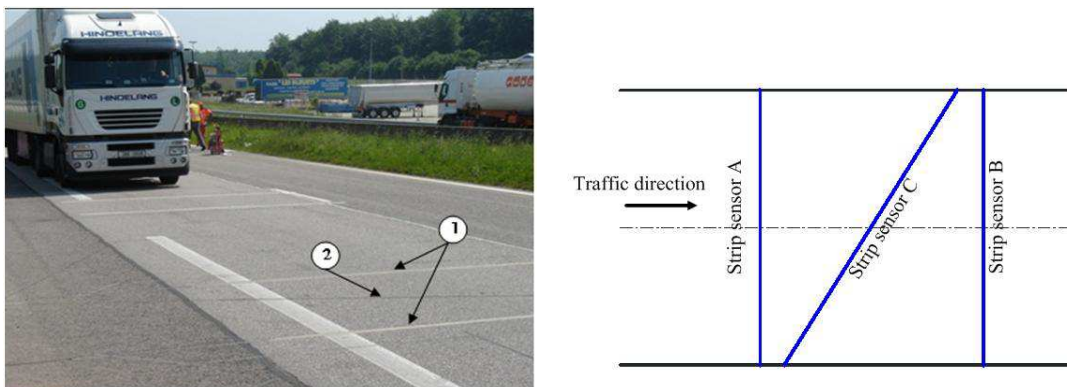 HINDELANG
HINDELANG
1
2
Traffic direction
Strip sensor A
Strip sensor C
Strip sensor B